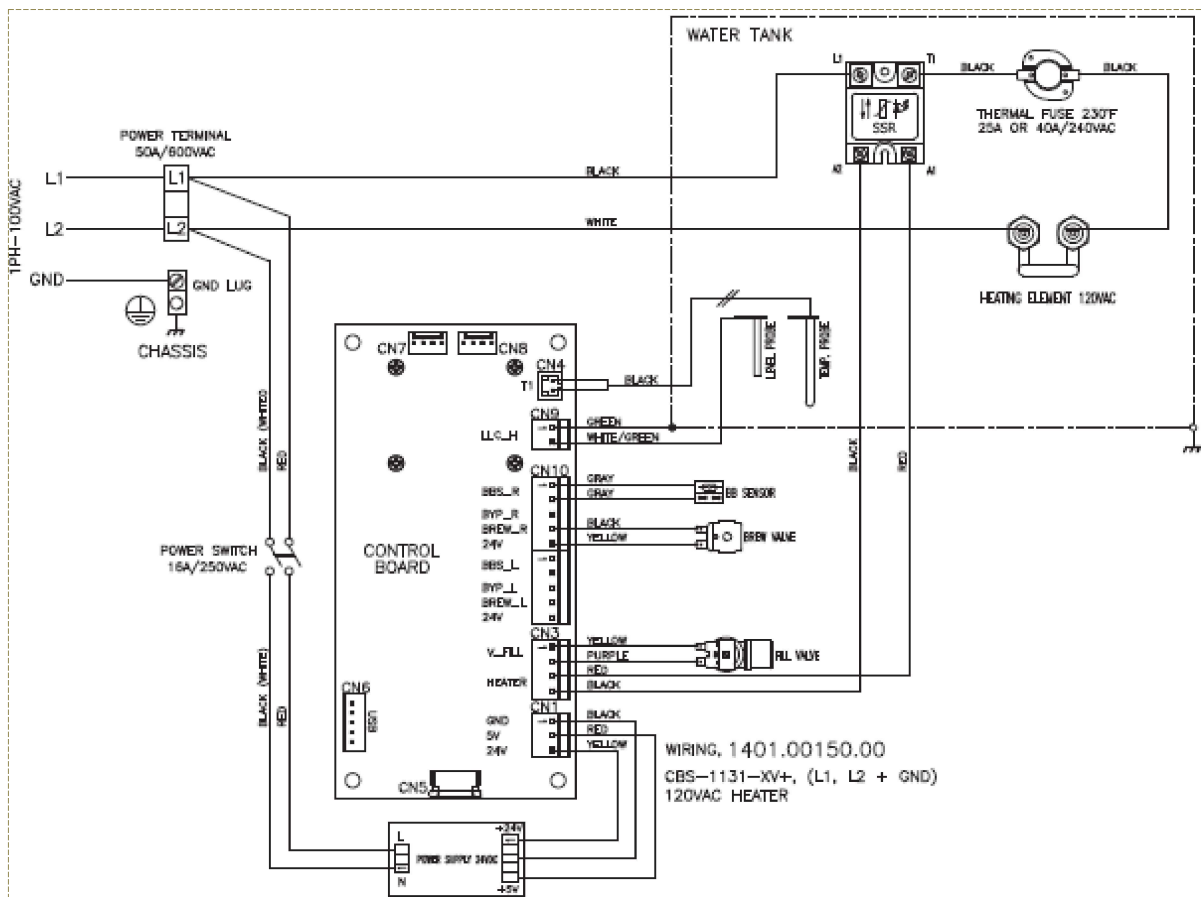 WATER TANK
L1
T1
BLACK
BLACK
THERMAL FUSE 230°F
25A OR 40A/240VAC
SSR
A2
A1
POWER TERMINAL
50A/600VAC
1PH-100VAC
L1
L1
BLACK
L2
L2
WHITE
HEATING ELEMENT 120VAC
GND
GND LUG
CHASSIS
LEVEL PROBE
TEMP. PROBE
CN7
CN8
CN4
T1
BLACK
CN9
LLC_H
GREEN
WHITE/GREEN
BLACK (WHITE)
RED
BLACK
RED
CN10
BBS_R
GRAY
GRAY
BB SENSOR
BYP_R
BREW_R
BLACK
BREW VALVE
24V
YELLOW
BBS_L
BYP_L
BREW_L
24V
CONTROL
BOARD
POWER SWITCH
16A/250VAC
CN3
V_FILL
YELLOW
PURPLE
FILL VALVE
RED
HEATER
BLACK
BLACK (WHITE)
RED
CN6
USB
CN1
GND
BLACK
5V
RED
24V
YELLOW
CN5
WIRING, 1401.00150.00
CBS-1131-XV+, (L1, L2 + GND)
120VAC HEATER
L
N
POWER SUPPLY 24VDC
+24V
+5V